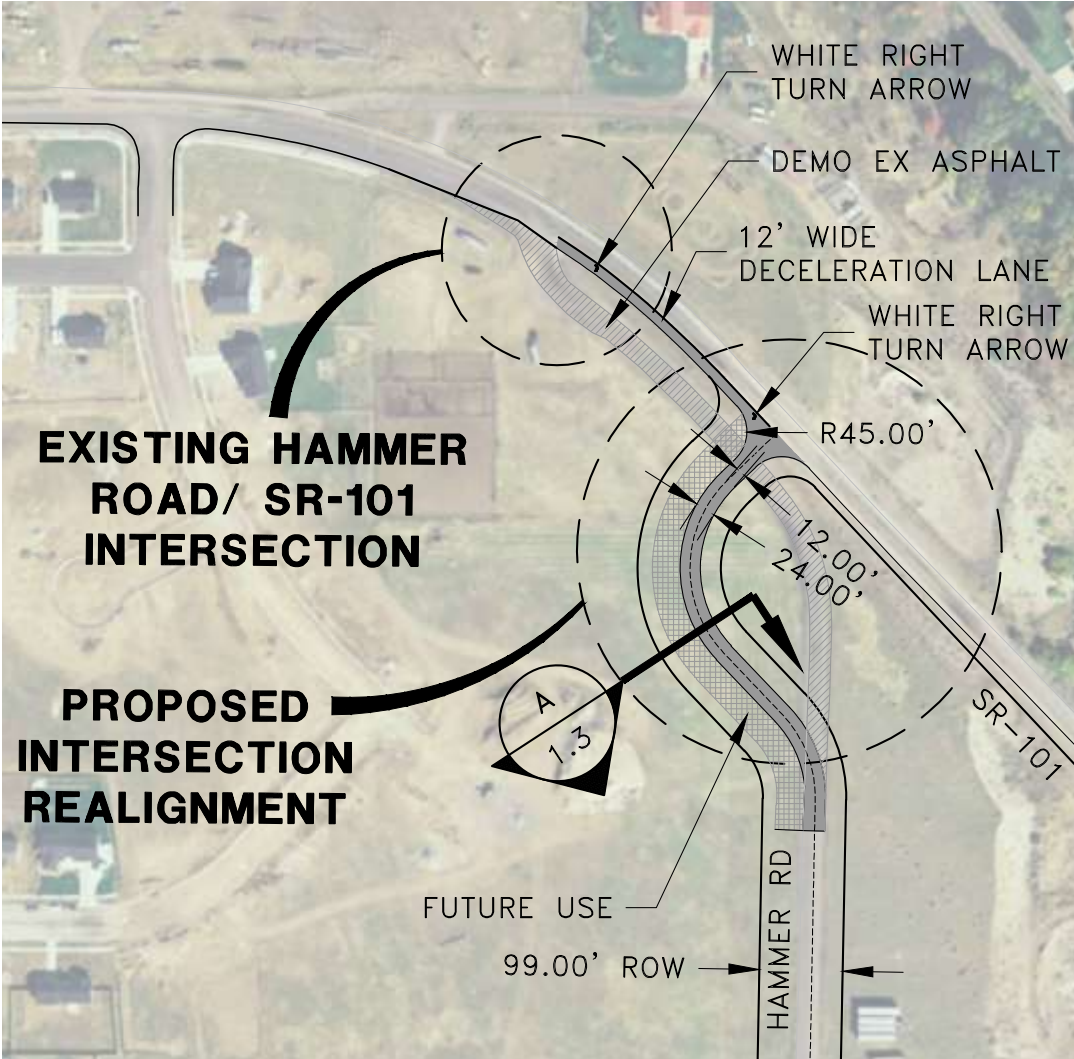 WHITE RIGHT
TURN ARROW
DEMO EX ASPHALT
12' WIDE
DECELERATION LANE
WHITE RIGHT
TURN ARROW
R45.00'
EXISTING HAMMER
ROAD/ SR-101
INTERSECTION
12.00'
24.00'
PROPOSED
INTERSECTION
REALIGNMENT
A
1.3
SR-101
FUTURE USE
HAMMER RD
99.00' ROW